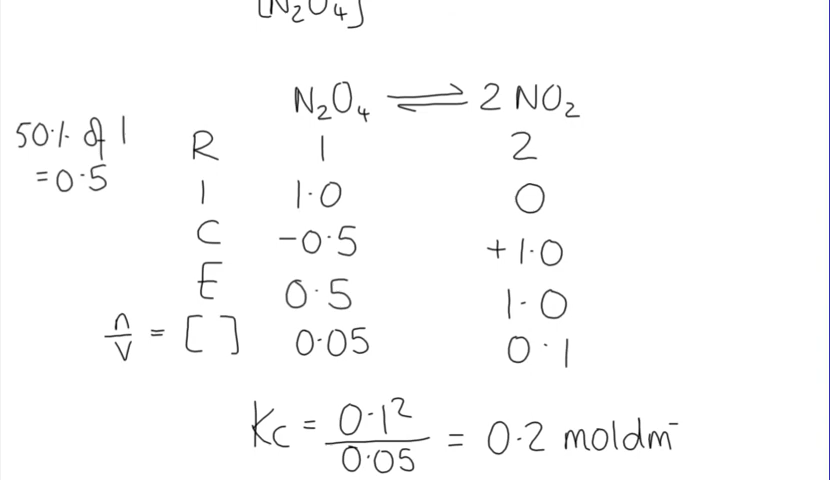 [N₂O₄]
N₂O₄ ⇌ 2 NO₂
50% of 1
= 0.5
R 1 2
I 1.0 0
C -0.5 +1.0
E 0.5 1.0
n/v = [ ] 0.05 0.1
Kc = 0.1²/0.05 = 0.2 moldm⁻